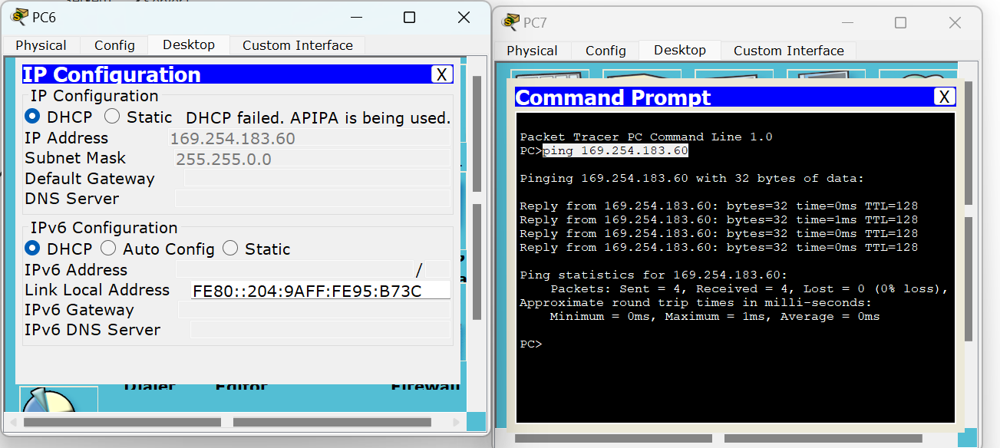 PC6
Physical Config Desktop Custom Interface
IP Configuration X
IP Configuration
DHCP Static DHCP failed. APIPA is being used.
IP Address 169.254.183.60
Subnet Mask 255.255.0.0
Default Gateway
DNS Server
IPv6 Configuration
DHCP Auto Config Static
IPv6 Address /
Link Local Address FE80::204:9AFF:FE95:B73C
IPv6 Gateway
IPv6 DNS Server
Dialer Editor Firewall
PC7
Physical Config Desktop Custom Interface
Command Prompt X
Packet Tracer PC Command Line 1.0
PC>ping 169.254.183.60
Pinging 169.254.183.60 with 32 bytes of data:
Reply from 169.254.183.60: bytes=32 time=0ms TTL=128
Reply from 169.254.183.60: bytes=32 time=1ms TTL=128
Reply from 169.254.183.60: bytes=32 time=0ms TTL=128
Reply from 169.254.183.60: bytes=32 time=0ms TTL=128
Ping statistics for 169.254.183.60:
Packets: Sent = 4, Received = 4, Lost = 0 (0% loss),
Approximate round trip times in milli-seconds:
Minimum = 0ms, Maximum = 1ms, Average = 0ms
PC>